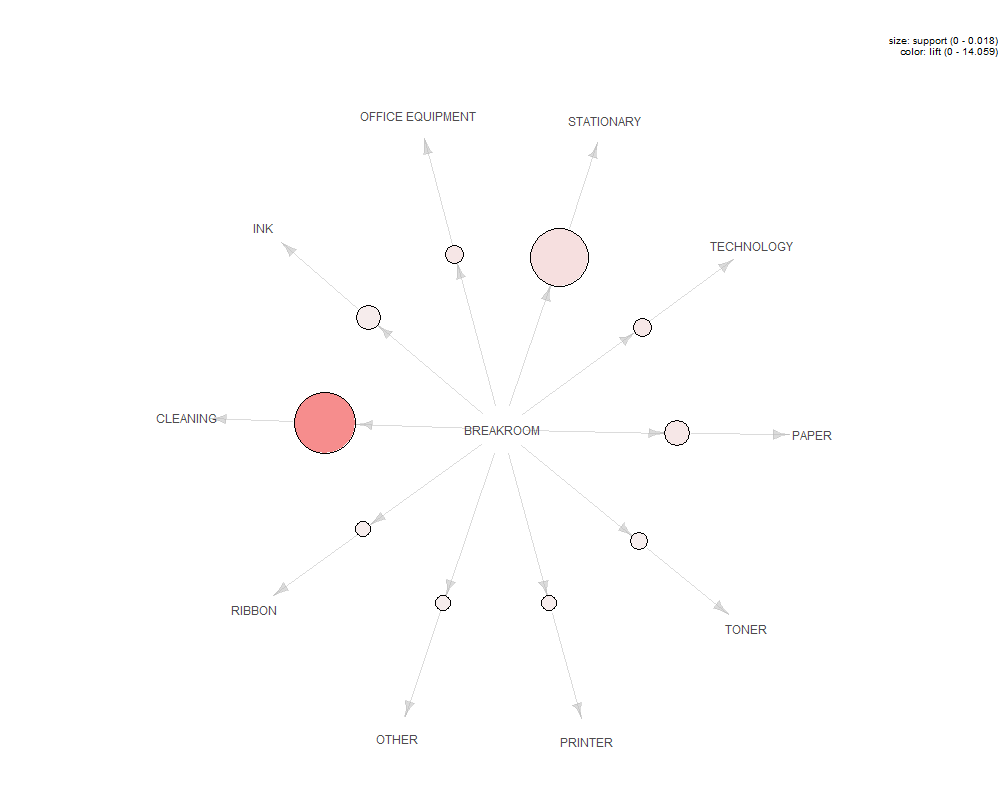 size: support (0 - 0.018)
color: lift (0 - 14.059)
OFFICE EQUIPMENT
STATIONARY
INK
TECHNOLOGY
CLEANING
BREAKROOM
PAPER
RIBBON
TONER
OTHER
PRINTER